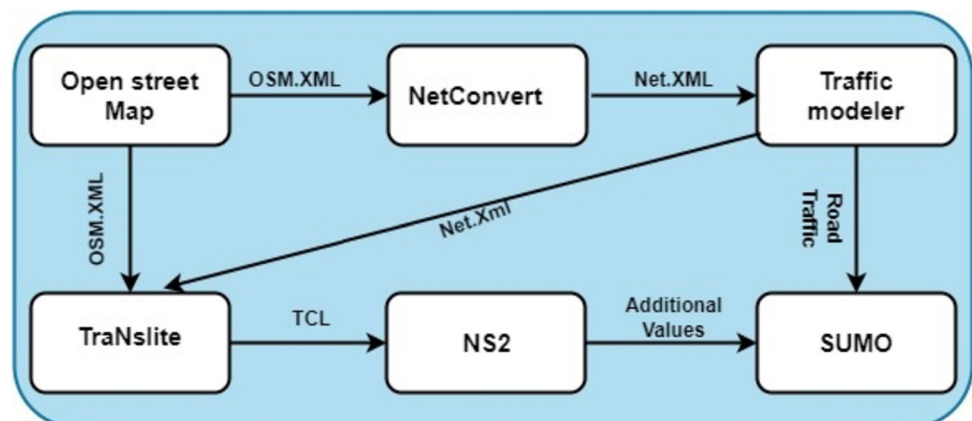 Open street
Map
OSM.XML
NetConvert
Net.XML
Traffic
modeler
OSM.XML
Net.Xml
Road
Traffic
TraNslite
TCL
NS2
Additional
Values
SUMO